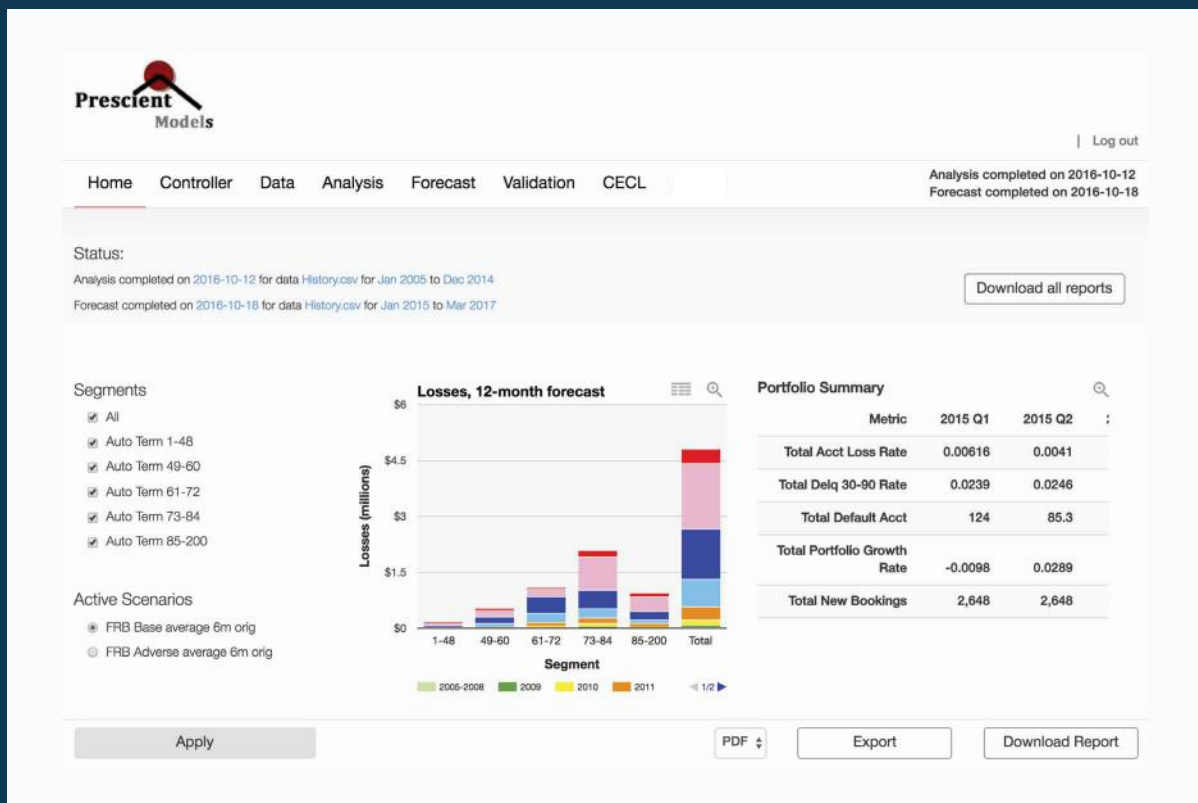 Prescient
Models
| Log out
Home Controller Data Analysis Forecast Validation CECL
Analysis completed on 2016-10-12
Forecast completed on 2016-10-18
Status:
Analysis completed on 2016-10-12 for data History.csv for Jan 2005 to Dec 2014
Forecast completed on 2016-10-18 for data History.csv for Jan 2015 to Mar 2017
Download all reports
Segments
All
Auto Term 1-48
Auto Term 49-60
Auto Term 61-72
Auto Term 73-84
Auto Term 85-200
Active Scenarios
FRB Base average 6m orig
FRB Adverse average 6m orig
Losses, 12-month forecast
Losses (millions)
$6
$4.5
$3
$1.5
$0
1-48 49-60 61-72 73-84 85-200 Total
Segment
2005-2008 2009 2010 2011 1/2
Portfolio Summary
Metric 2015 Q1 2015 Q2
Total Acct Loss Rate 0.00616 0.0041
Total Delq 30-90 Rate 0.0239 0.0246
Total Default Acct 124 85.3
Total Portfolio Growth
Rate -0.0098 0.0289
Total New Bookings 2,648 2,648
Apply
PDF
Export
Download Report